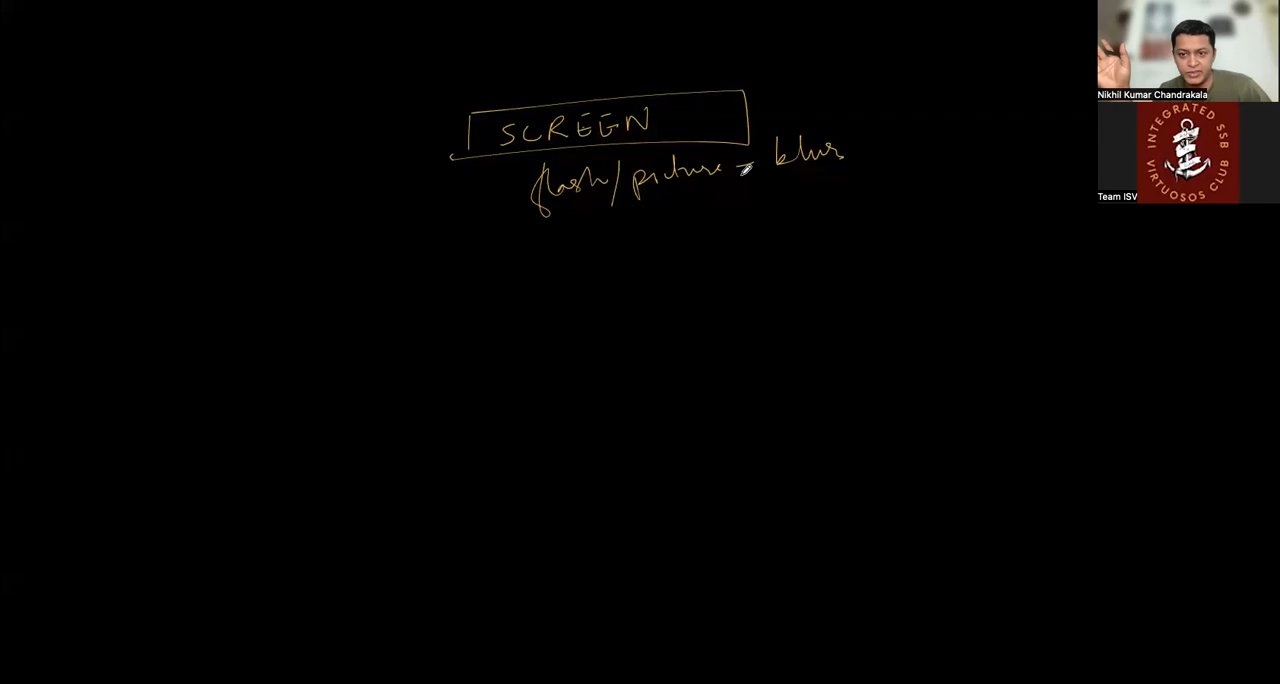 SCREEN
flash/picture - blur
Nikhil Kumar Chandrakala
INTEGRATED SSB
VIRTUOSOS CLUB
Team ISV